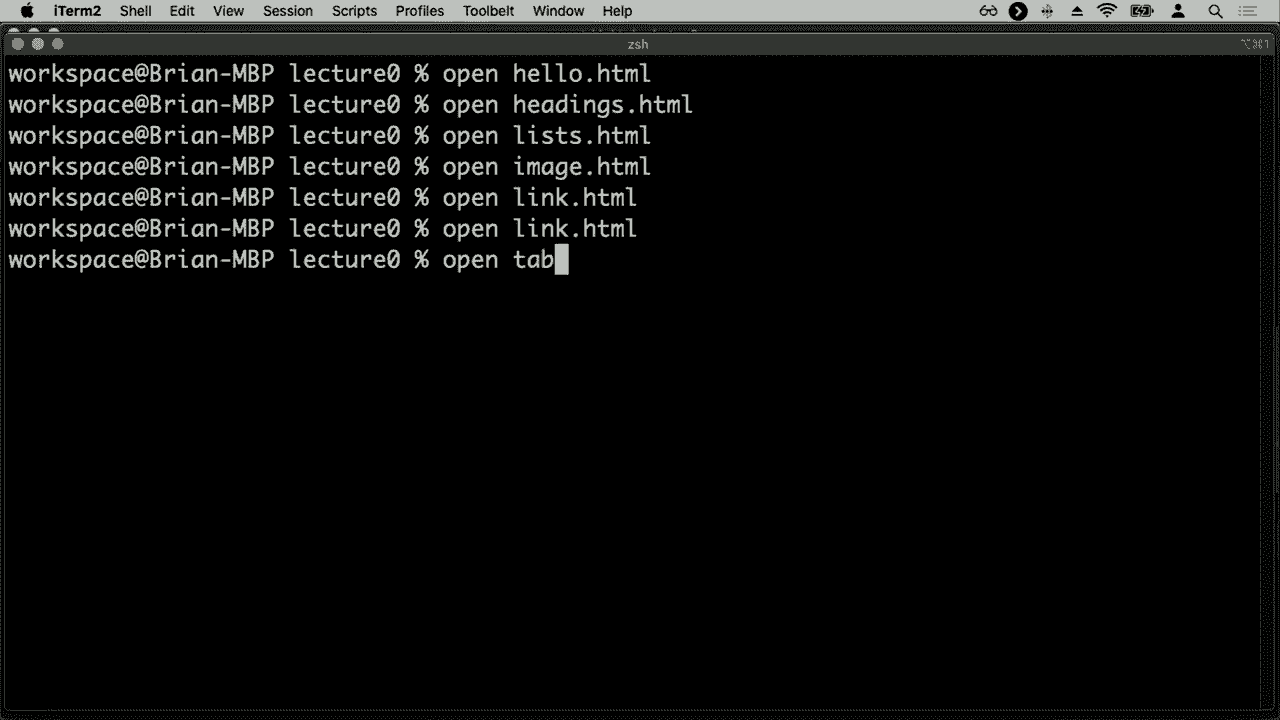 iTerm2 Shell Edit View Session Scripts Profiles Toolbelt Window Help
zsh
⌥⌘1
workspace@Brian-MBP lecture0 % open hello.html
workspace@Brian-MBP lecture0 % open headings.html
workspace@Brian-MBP lecture0 % open lists.html
workspace@Brian-MBP lecture0 % open image.html
workspace@Brian-MBP lecture0 % open link.html
workspace@Brian-MBP lecture0 % open link.html
workspace@Brian-MBP lecture0 % open tab